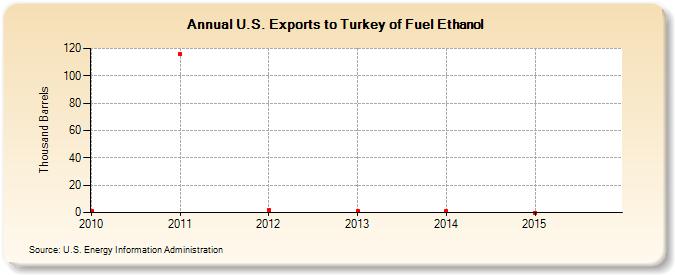 Annual U.S. Exports to Turkey of Fuel Ethanol
Thousand Barrels
120
100
80
60
40
20
0
2010 2011 2012 2013 2014 2015
Source: U.S. Energy Information Administration